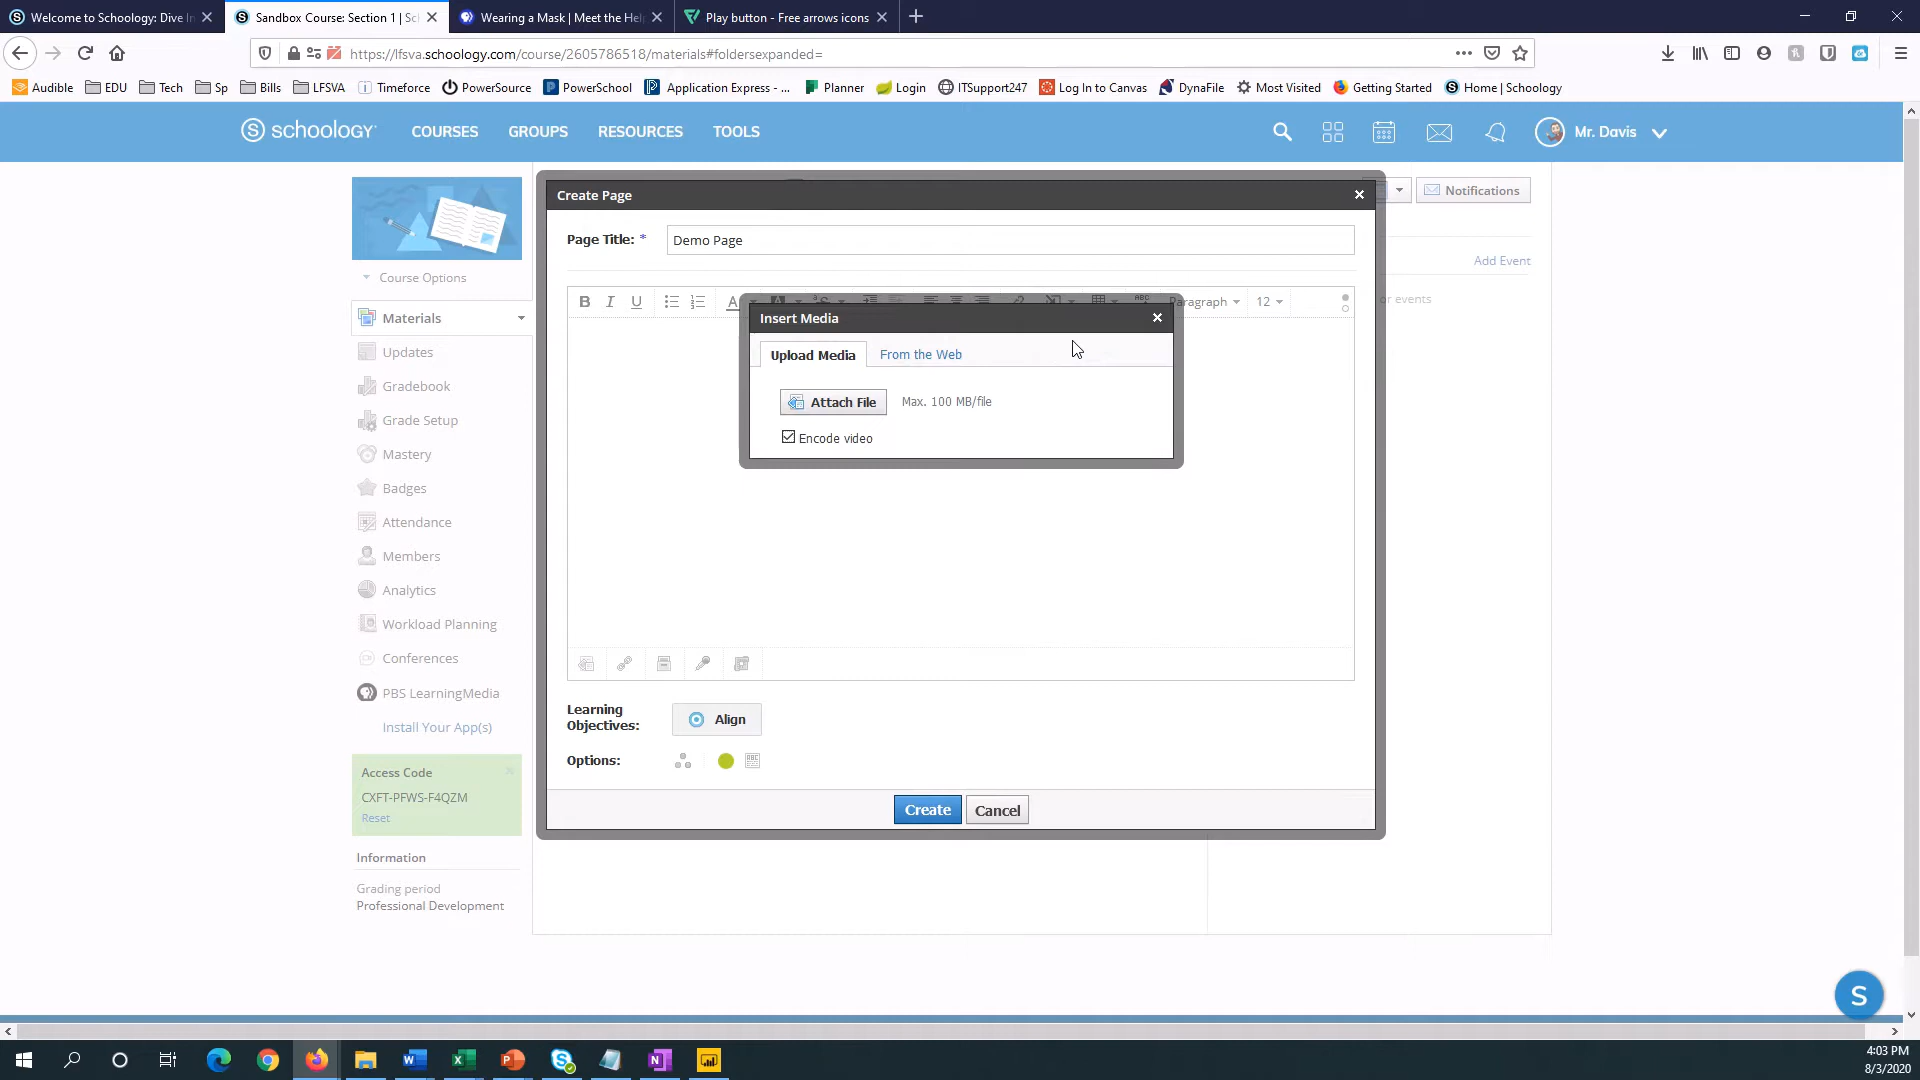 Welcome to Schoology: Dive In
Sandbox Course: Section 1 | Sc
Wearing a Mask | Meet the Help
Play button - Free arrows icons
https://lfsva.schoology.com/course/2605786518/materials#foldersexpanded=
Audible EDU Tech Sp Bills LFSVA Timeforce PowerSource PowerSchool Application Express - ... Planner Login ITSupport247 Log In to Canvas DynaFile Most Visited Getting Started Home | Schoology
schoology COURSES GROUPS RESOURCES TOOLS Mr. Davis
Create Page
Notifications
Page Title: * Demo Page
Add Event
Course Options
B I U A Paragraph 12
or events
Insert Media
Materials
Upload Media From the Web
Updates
Gradebook
Attach File Max. 100 MB/file
Grade Setup
Encode video
Mastery
Badges
Attendance
Members
Analytics
Workload Planning
Conferences
PBS LearningMedia
Install Your App(s)
Learning
Objectives:
Align
Options:
Access Code
CXFT-PFWS-F4QZM
Reset
Create Cancel
Information
Grading period
Professional Development
S
4:03 PM
8/3/2020